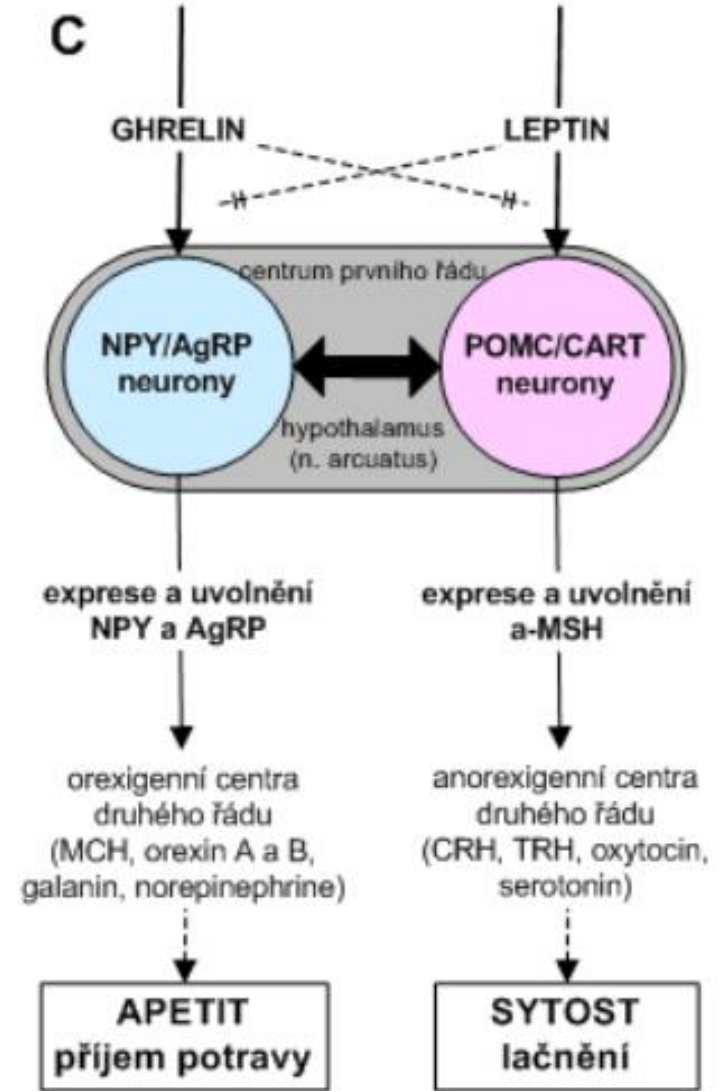 C
GHRELIN
LEPTIN
centrum prvního řádu
NPY/AgRP
neurony
POMC/CART
neurony
hypothalamus
(n. arcuatus)
exprese a uvolnění
NPY a AgRP
exprese a uvolnění
a-MSH
orexigenní centra
druhého řádu
(MCH, orexin A a B,
galanin, norepinephrine)
anorexigenní centra
druhého řádu
(CRH, TRH, oxytocin,
serotonin)
APETIT
příjem potravy
SYTOST
lačnění